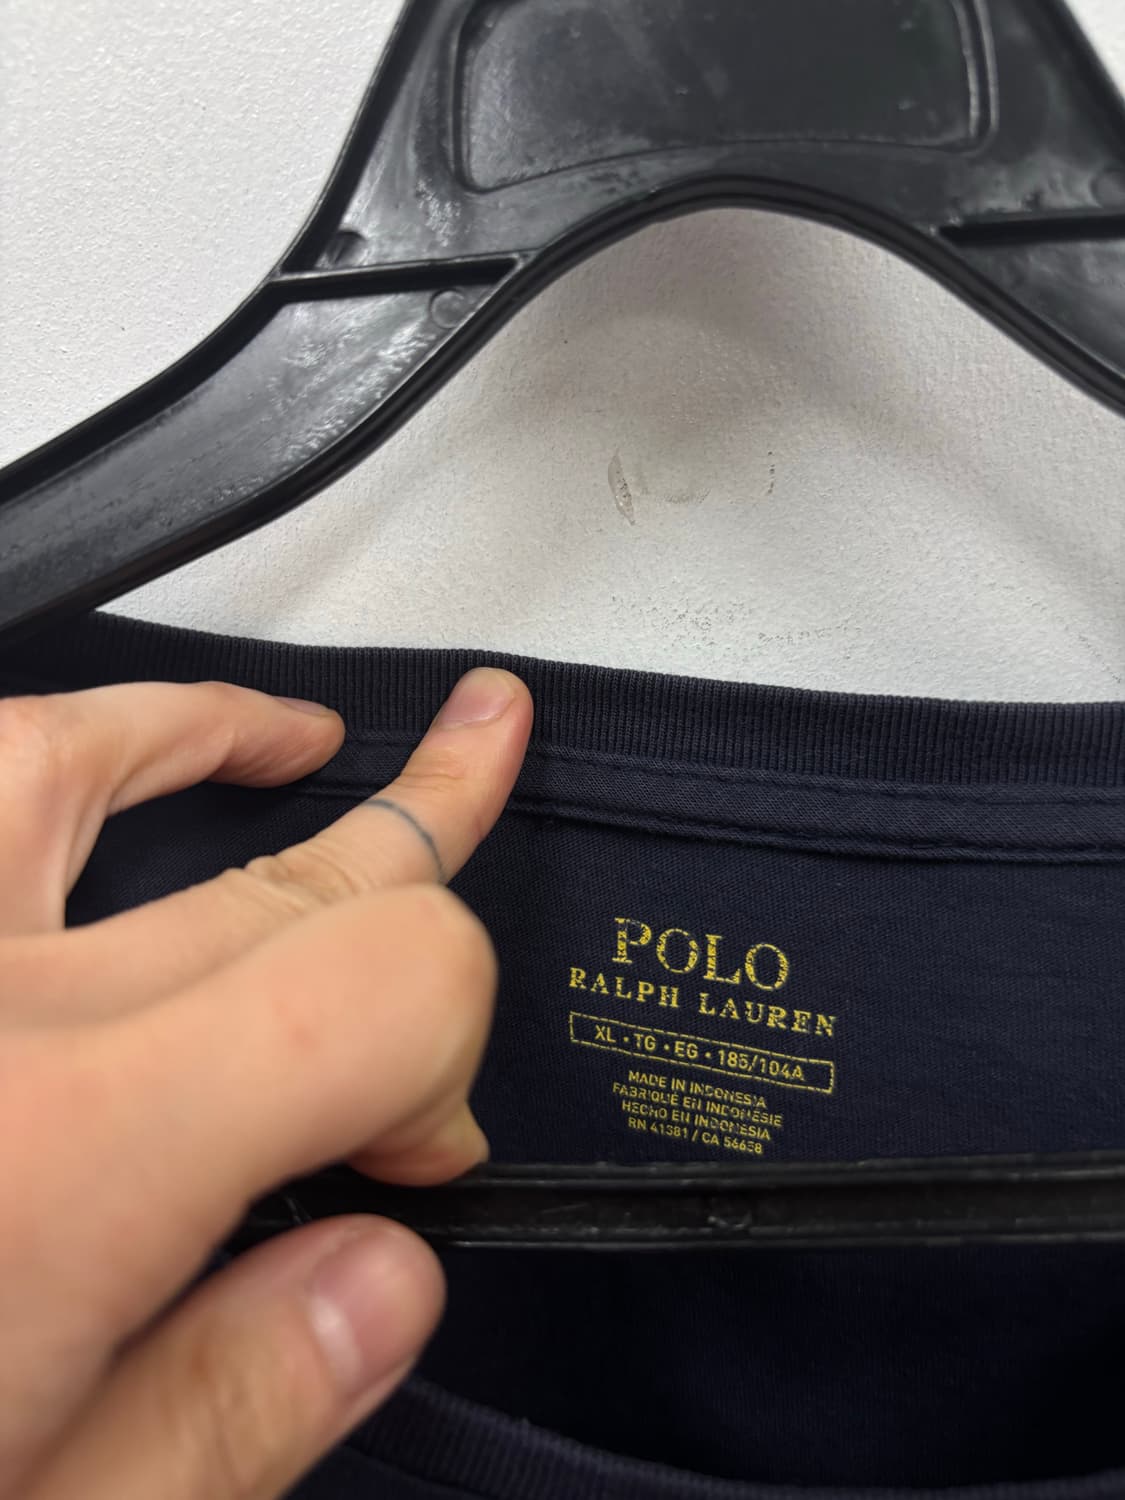 POLO
RALPH LAUREN
XL • TG • EG • 185/104A
MADE IN INDONESIA
FABRIQUÉ EN INDONÉSIE
HECHO EN INDONESIA
RN 41381 / CA 56658